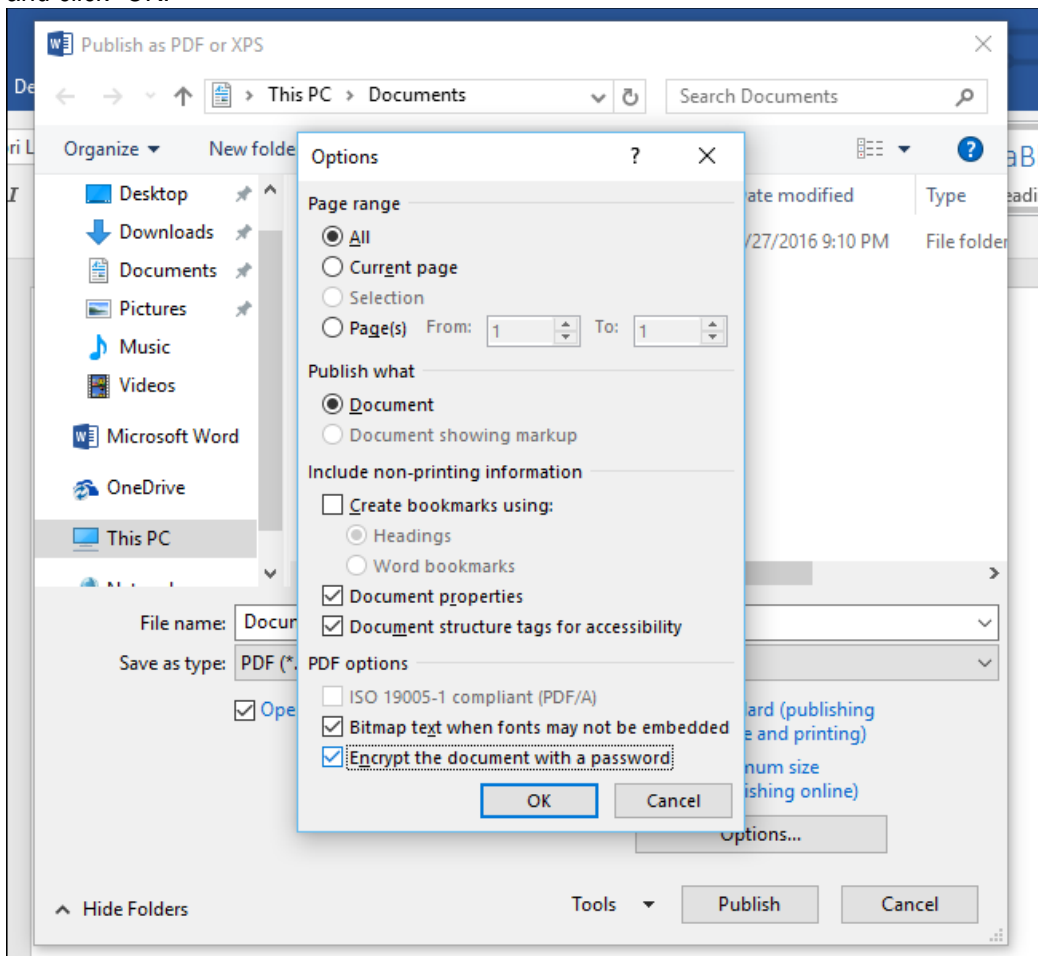 and click "OK."
Publish as PDF or XPS
De
This PC > Documents
Search Documents
ri L
Organize
New folde
aB
I
Desktop
Downloads
Documents
Pictures
Music
Videos
Microsoft Word
OneDrive
This PC
Options ?
Page range
All
Current page
Selection
Page(s) From: 1 To: 1
Publish what
Document
Document showing markup
Include non-printing information
Create bookmarks using:
Headings
Word bookmarks
Document properties
Document structure tags for accessibility
PDF options
ISO 19005-1 compliant (PDF/A)
Bitmap text when fonts may not be embedded
Encrypt the document with a password
OK Cancel
ate modified Type
eadi
/27/2016 9:10 PM File folder
File name: Docum
Save as type: PDF (*.
Ope
lard (publishing
e and printing)
num size
ishing online)
Options...
Hide Folders
Tools Publish Cancel